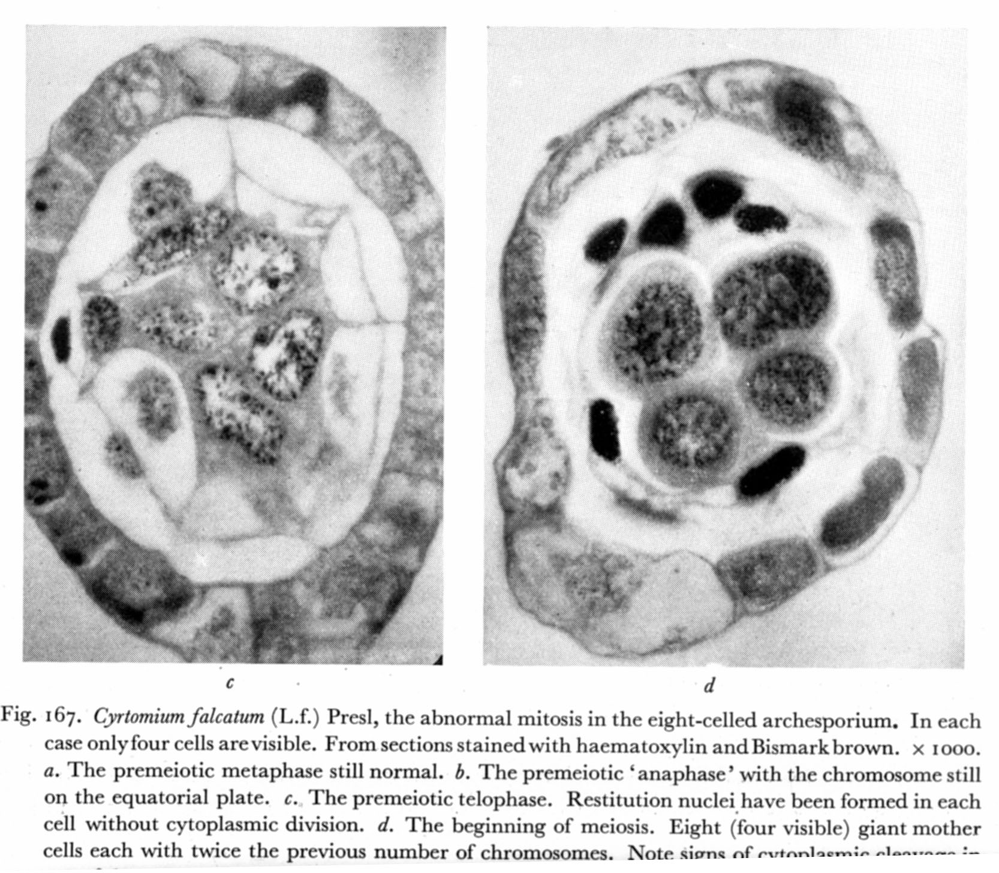 c
d
Fig. 167. Cyrtomium falcatum (L.f.) Presl, the abnormal mitosis in the eight-celled archesporium. In each
case only four cells are visible. From sections stained with haematoxylin and Bismark brown. × 1000.
a. The premeiotic metaphase still normal. b. The premeiotic ‘anaphase’ with the chromosome still
on the equatorial plate. c. The premeiotic telophase. Restitution nuclei have been formed in each
cell without cytoplasmic division. d. The beginning of meiosis. Eight (four visible) giant mother
cells each with twice the previous number of chromosomes. Note signs of cytoplasmic cleavage in